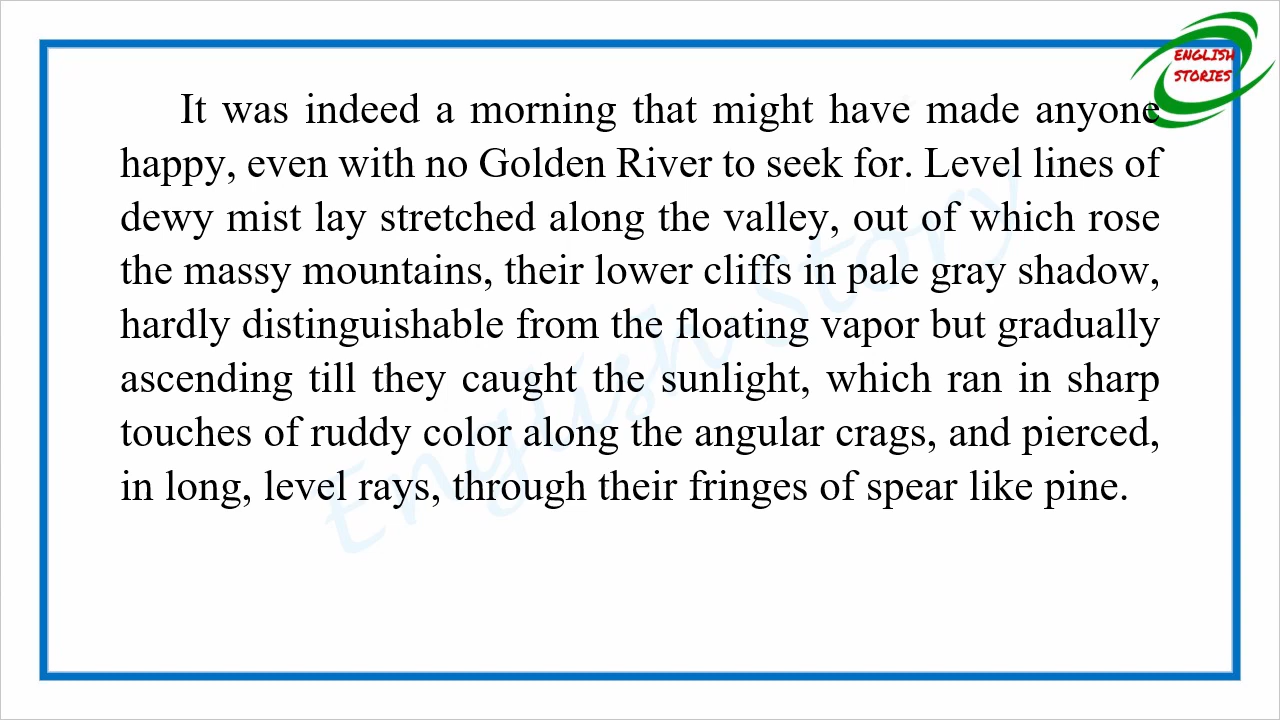 ENGLISH
STORIES
It was indeed a morning that might have made anyone
happy, even with no Golden River to seek for. Level lines of
dewy mist lay stretched along the valley, out of which rose
the massy mountains, their lower cliffs in pale gray shadow,
hardly distinguishable from the floating vapor but gradually
ascending till they caught the sunlight, which ran in sharp
touches of ruddy color along the angular crags, and pierced,
in long, level rays, through their fringes of spear like pine.
English Story